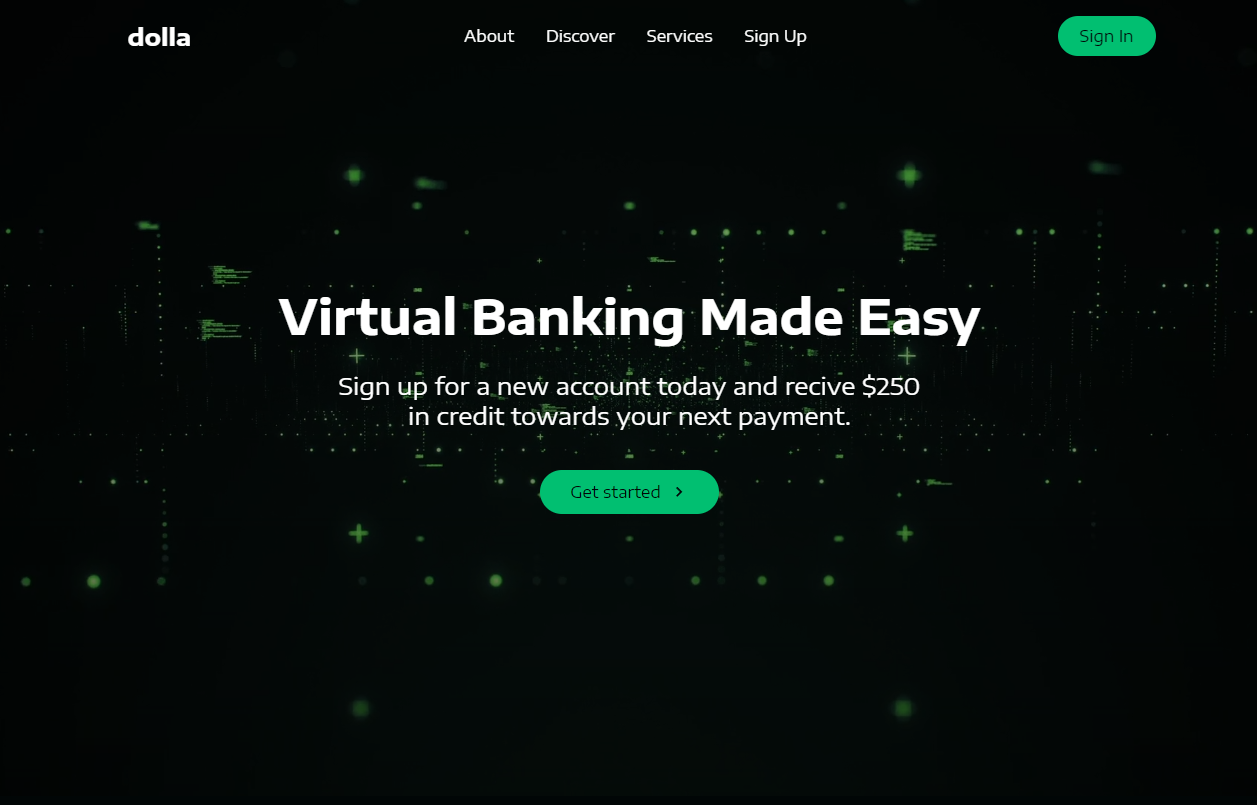 dolla
About
Discover
Services
Sign Up
Sign In
Virtual Banking Made Easy
Sign up for a new account today and recive $250
in credit towards your next payment.
Get started